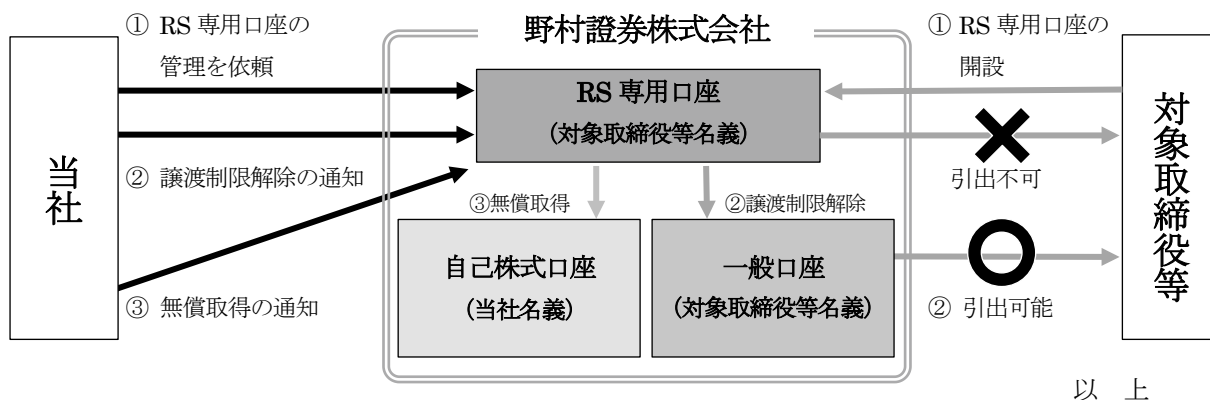 野村證券株式会社
① RS 専用口座の
管理を依頼
② 譲渡制限解除の通知
③ 無償取得の通知
当社
RS 専用口座
(対象取締役等名義)
③無償取得
②譲渡制限解除
自己株式口座
(当社名義)
一般口座
(対象取締役等名義)
① RS 専用口座の
開設
引出不可
② 引出可能
対象取締役等
以 上